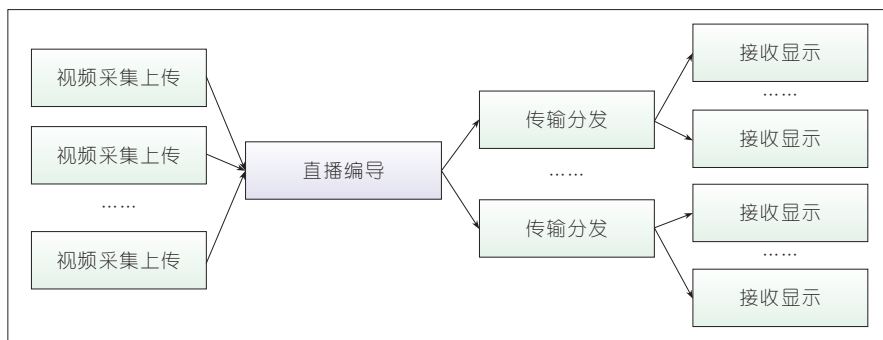 视频采集上传
视频采集上传
……
视频采集上传
直播编导
传输分发
……
传输分发
接收显示
……
接收显示
接收显示
……
接收显示